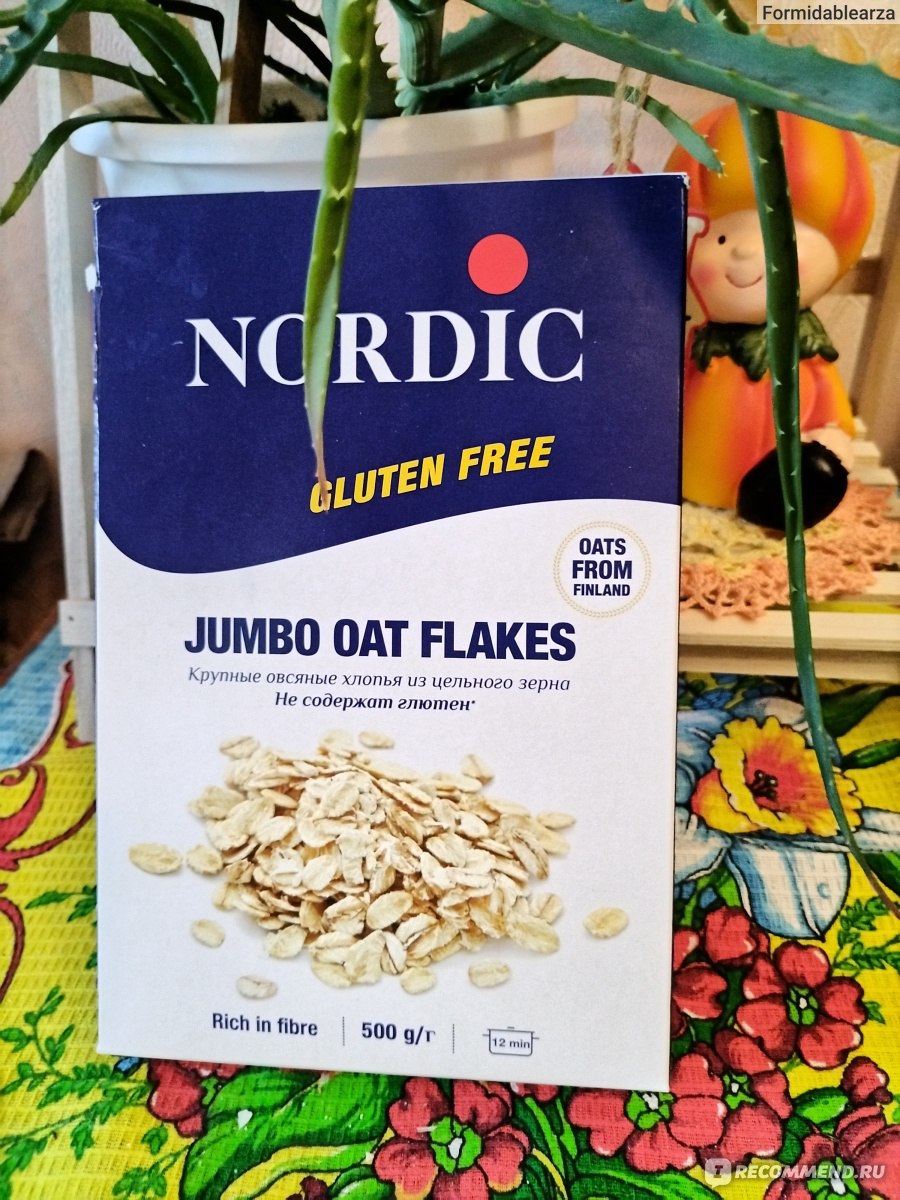 Formidablearza
NORDIC
GLUTEN FREE
OATS
FROM
FINLAND
JUMBO OAT FLAKES
Крупные овсяные хлопья из цельного зерна
Не содержат глютен*
Rich in fibre
500 g/г
12 min
RECOMMEND.RU